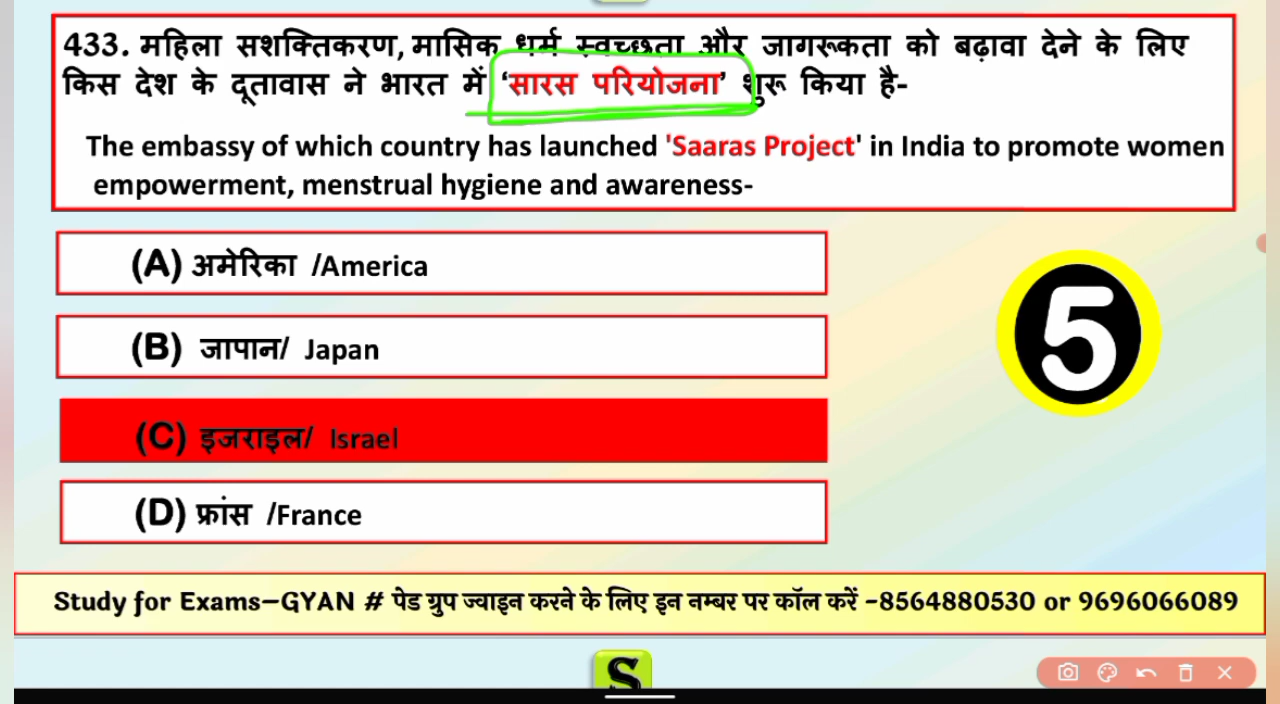 433. महिला सशक्तिकरण, मासिक धर्म स्वच्छता और जागरूकता को बढ़ावा देने के लिए
किस देश के दूतावास ने भारत में ‘सारस परियोजना’ शुरू किया है-
The embassy of which country has launched 'Saaras Project' in India to promote women
empowerment, menstrual hygiene and awareness-
(A) अमेरिका /America
(B) जापान/ Japan
5
(C) इजराइल/ Israel
(D) फ्रांस /France
Study for Exams–GYAN # पेड ग्रुप ज्वाइन करने के लिए इन नम्बर पर कॉल करें -8564880530 or 9696066089
S